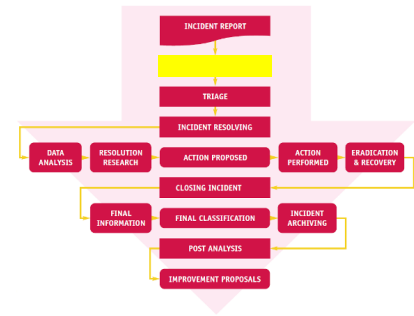 INCIDENT REPORT
TRIAGE
INCIDENT RESOLVING
DATA
ANALYSIS
RESOLUTION
RESEARCH
ACTION PROPOSED
ACTION
PERFORMED
ERADICATION
& RECOVERY
CLOSING INCIDENT
FINAL
INFORMATION
FINAL CLASSIFICATION
INCIDENT
ARCHIVING
POST ANALYSIS
IMPROVEMENT PROPOSALS